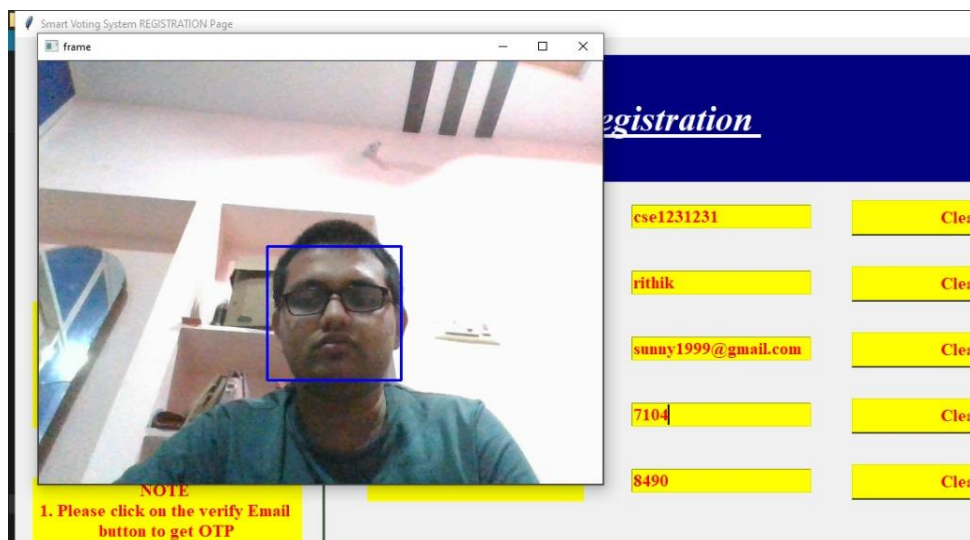 Smart Voting System REGISTRATION Page
frame
egistration
cse1231231
Clea
rithik
Clea
sunny1999@gmail.com
Clea
7104
Clea
8490
Clea
NOTE
1. Please click on the verify Email
button to get OTP